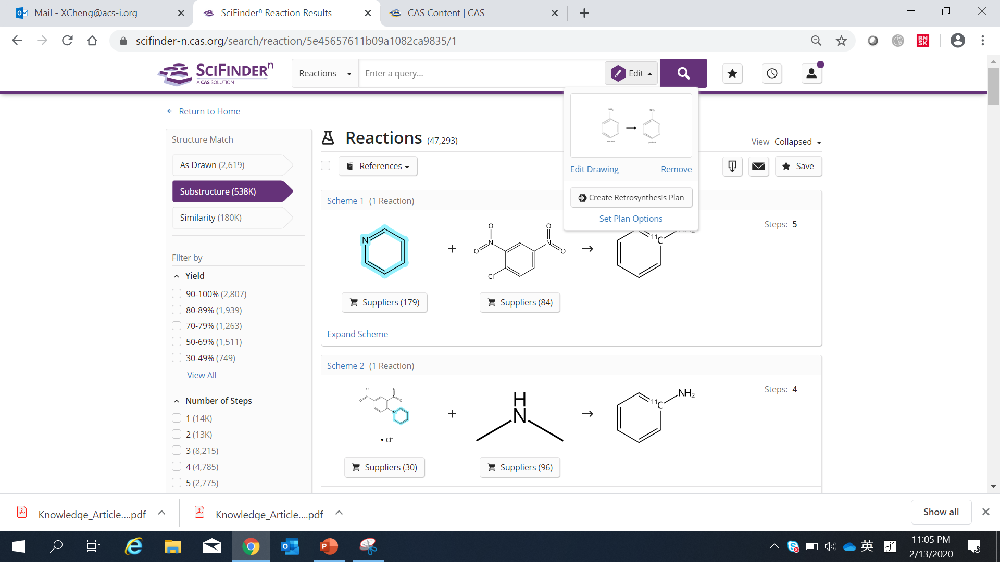 Mail - XCheng@acs-i.org
SciFinderⁿ Reaction Results
CAS Content | CAS
scifinder-n.cas.org/search/reaction/5e45657611b09a1082ca9835/1
BN
SK
SCIFINDERⁿ
A CAS SOLUTION
Reactions
Enter a query...
Edit
Return to Home
Structure Match
As Drawn (2,619)
Substructure (538K)
Similarity (180K)
Filter by
Yield
90-100% (2,807)
80-89% (1,939)
70-79% (1,263)
50-69% (1,511)
30-49% (749)
View All
Number of Steps
1 (14K)
2 (13K)
3 (8,215)
4 (4,785)
5 (2,775)
Reactions (47,293)
View Collapsed
References
Save
Edit Drawing Remove
Create Retrosynthesis Plan
Set Plan Options
Scheme 1 (1 Reaction)
Steps: 5
N
+
O
N
O
O
N
O
Cl
¹¹C
Suppliers (179)
Suppliers (84)
Expand Scheme
Scheme 2 (1 Reaction)
Steps: 4
• Cl⁻
+
H
N
¹¹C
NH₂
Suppliers (30)
Suppliers (96)
Knowledge_Article....pdf
Knowledge_Article....pdf
Show all
英
拼
11:05 PM
2/13/2020